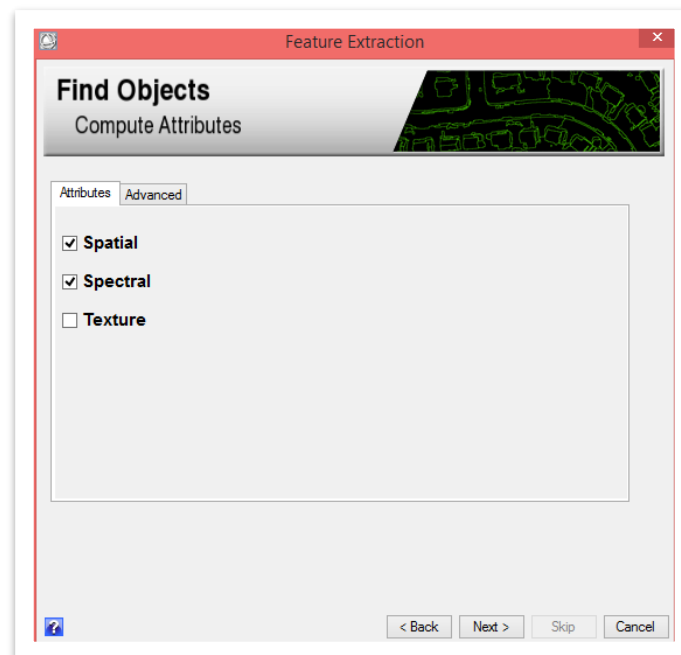 Feature Extraction
Find Objects
Compute Attributes
Attributes Advanced
Spatial
Spectral
Texture
? < Back Next > Skip Cancel